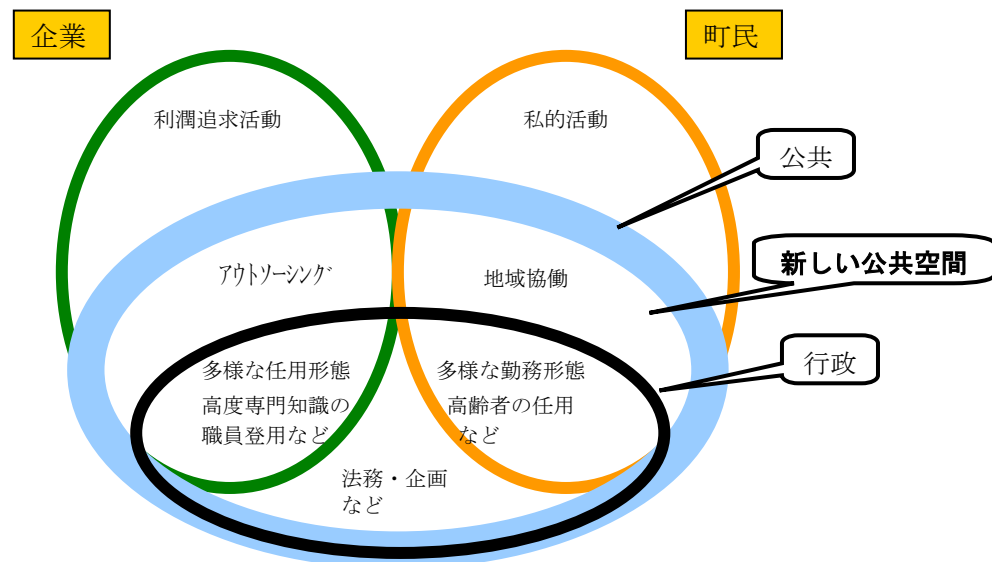 企業
町民
利潤追求活動
私的活動
公共
アウトソーシング
地域協働
新しい公共空間
行政
多様な任用形態
高度専門知識の
職員登用など
多様な勤務形態
高齢者の任用
など
法務・企画
など